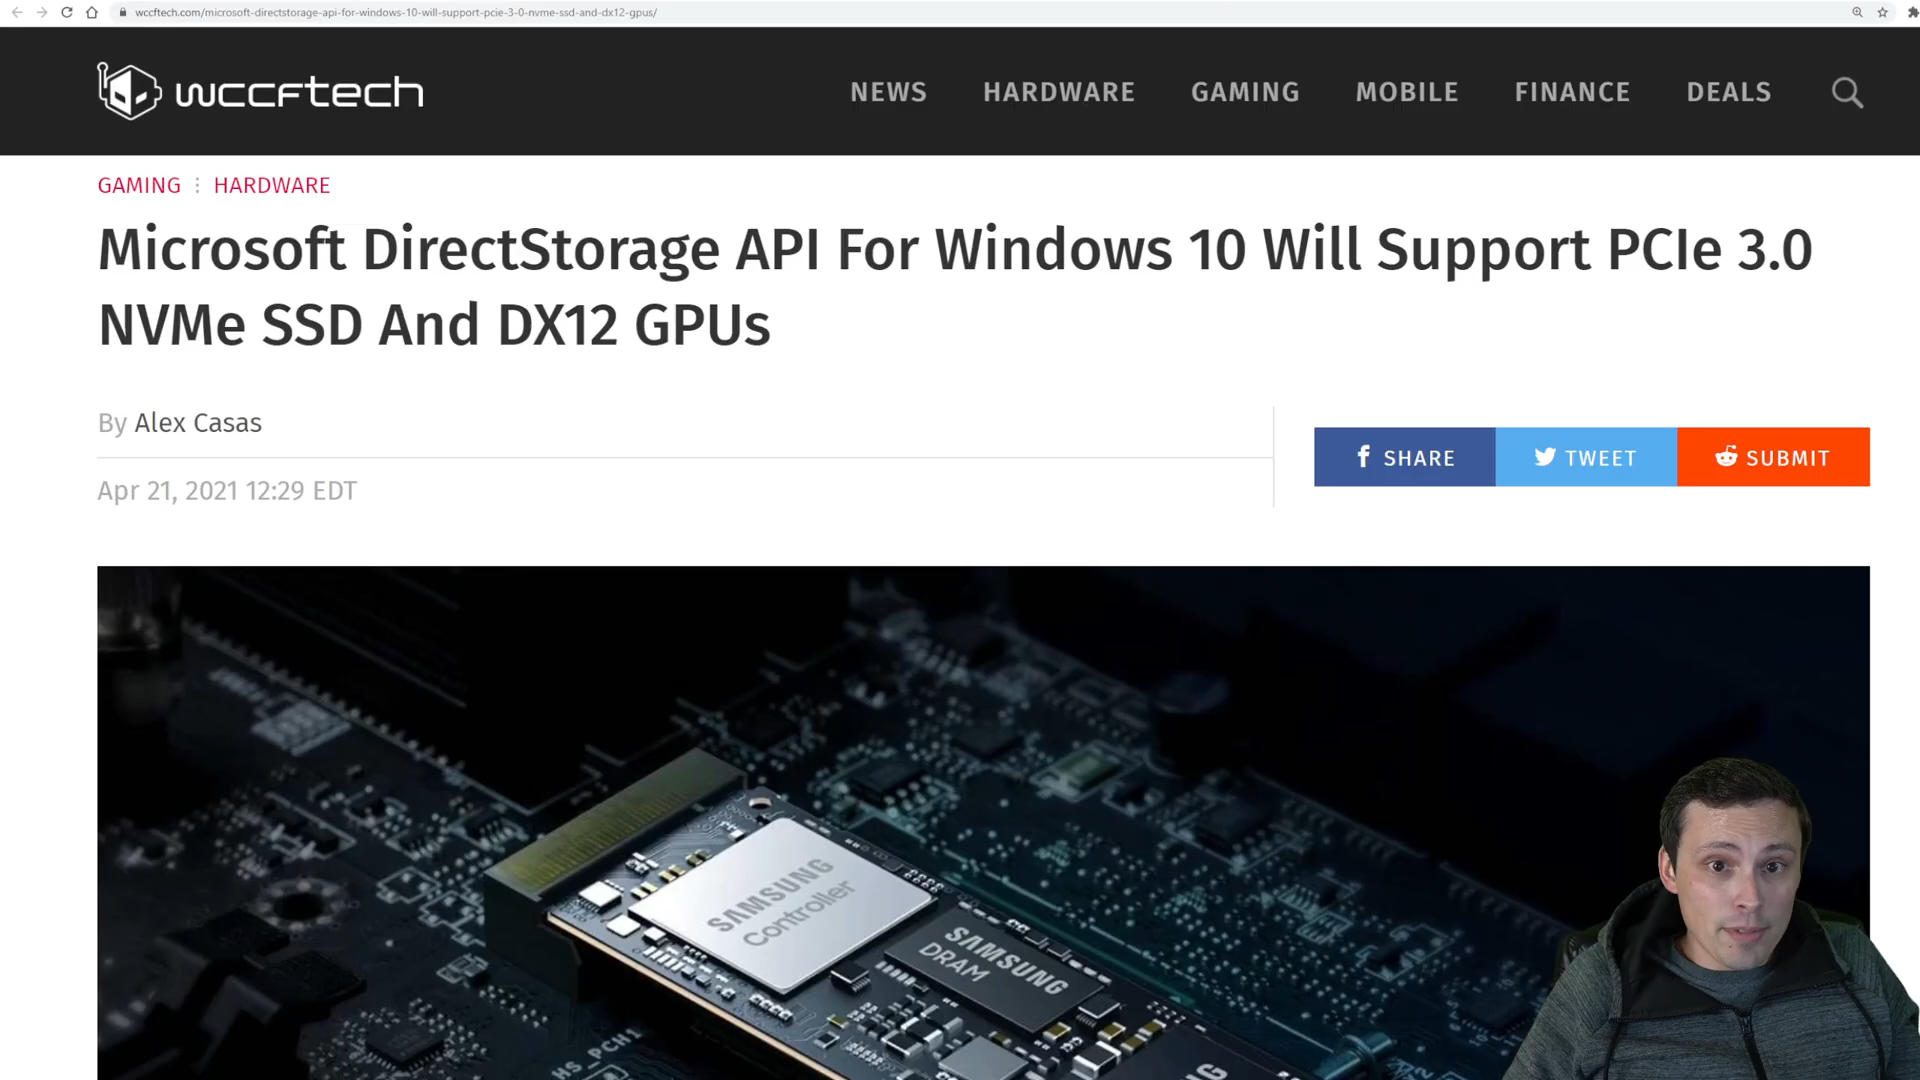 wccftech.com/microsoft-directstorage-api-for-windows-10-will-support-pcie-3-0-nvme-ssd-and-dx12-gpus/
wccftech
NEWS HARDWARE GAMING MOBILE FINANCE DEALS
GAMING ⋮ HARDWARE
Microsoft DirectStorage API For Windows 10 Will Support PCIe 3.0
NVMe SSD And DX12 GPUs
By Alex Casas
Apr 21, 2021 12:29 EDT
SHARE TWEET SUBMIT
SAMSUNG
Controller
SAMSUNG
DRAM
HS_PCH1